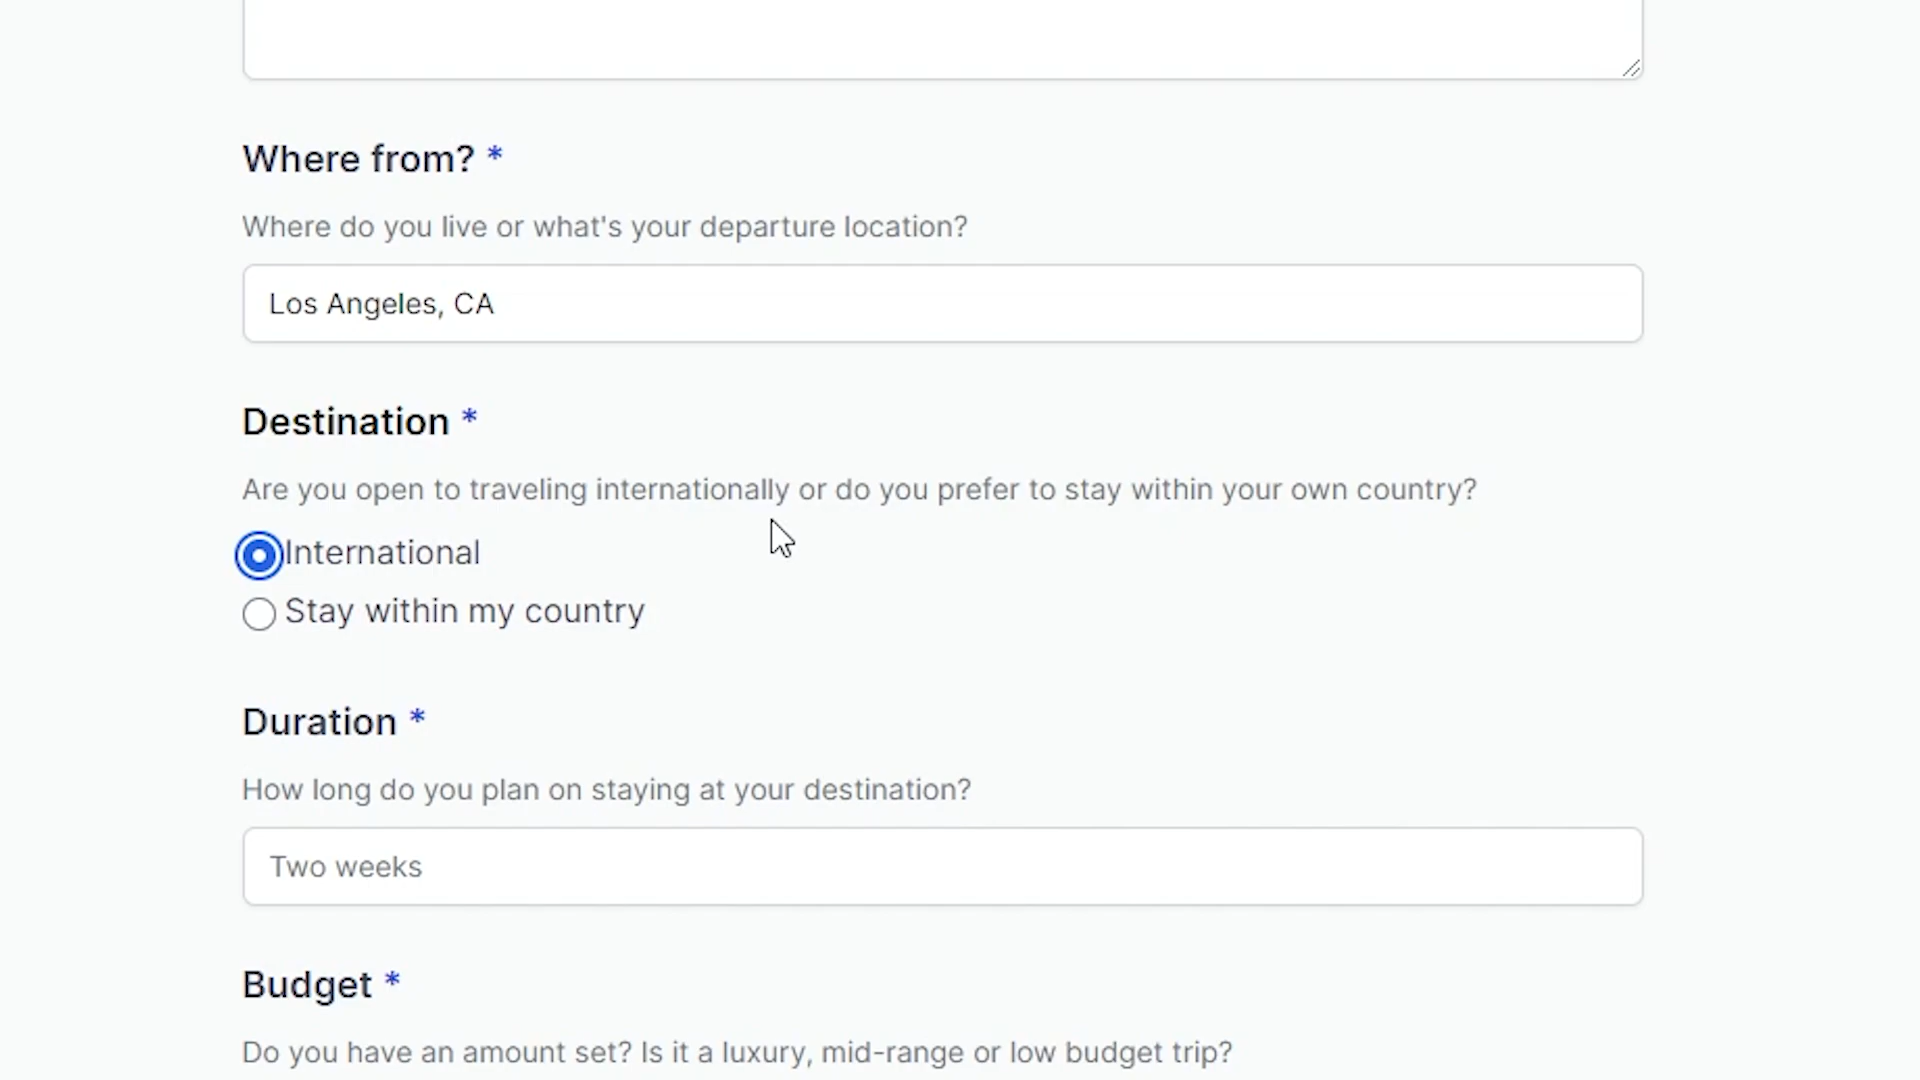 Where from? *
Where do you live or what's your departure location?
Los Angeles, CA
Destination *
Are you open to traveling internationally or do you prefer to stay within your own country?
International
Stay within my country
Duration *
How long do you plan on staying at your destination?
Two weeks
Budget *
Do you have an amount set? Is it a luxury, mid-range or low budget trip?